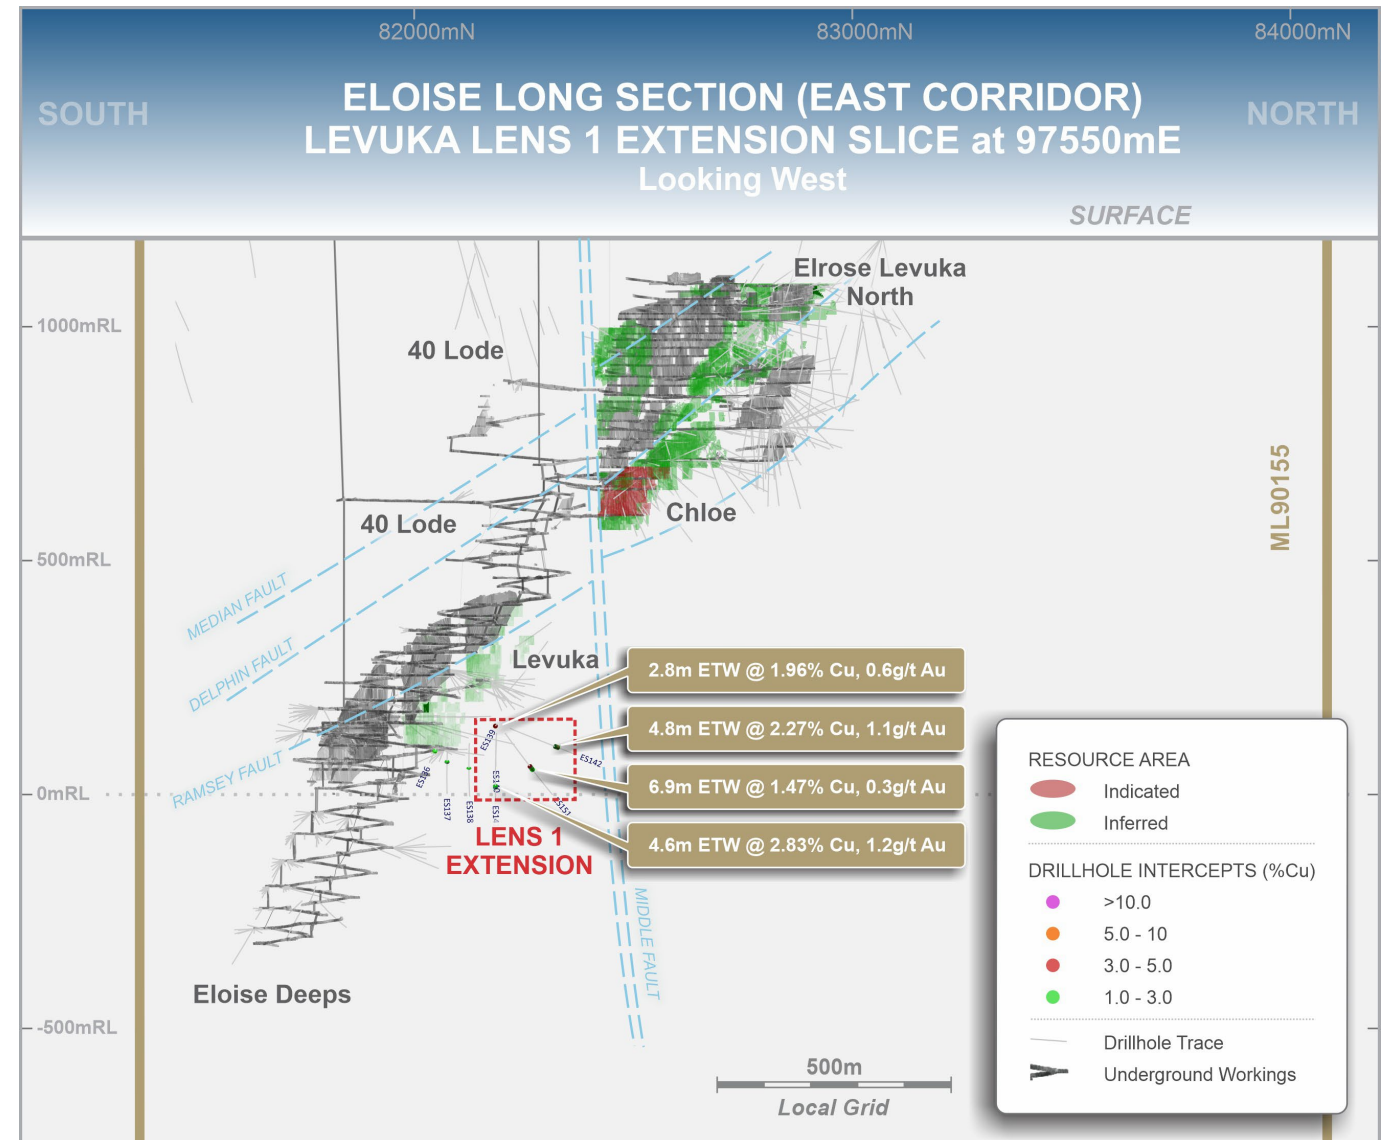 82000mN
83000mN
84000mN
SOUTH
NORTH
ELOISE LONG SECTION (EAST CORRIDOR)
LEVUKA LENS 1 EXTENSION SLICE at 97550mE
Looking West
SURFACE
Elrose Levuka
North
1000mRL
40 Lode
ML90155
Chloe
40 Lode
500mRL
MEDIAN FAULT
DELPHIN FAULT
RAMSEY FAULT
Levuka
2.8m ETW @ 1.96% Cu, 0.6g/t Au
4.8m ETW @ 2.27% Cu, 1.1g/t Au
6.9m ETW @ 1.47% Cu, 0.3g/t Au
4.6m ETW @ 2.83% Cu, 1.2g/t Au
ES139
ES142
ES137
ES138
ES151
0mRL
LENS 1
EXTENSION
MIDDLE FAULT
Eloise Deeps
-500mRL
500m
Local Grid
RESOURCE AREA
Indicated
Inferred
DRILLHOLE INTERCEPTS (%Cu)
>10.0
5.0 - 10
3.0 - 5.0
1.0 - 3.0
Drillhole Trace
Underground Workings